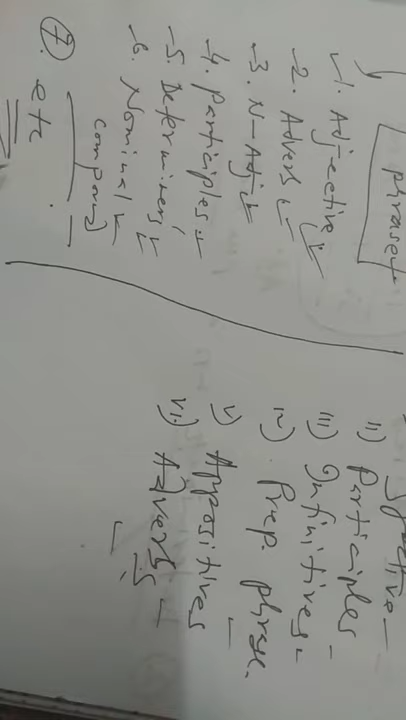 phrases
1. Adjective
2. Adverb
3. N-Adj
4. Participles
5. Determiners
6. Nominal
compound
7. etc
ii) Participles
iii) Infinitives
iv) Prep. phrase.
v) Appositives
vi) Adverbs